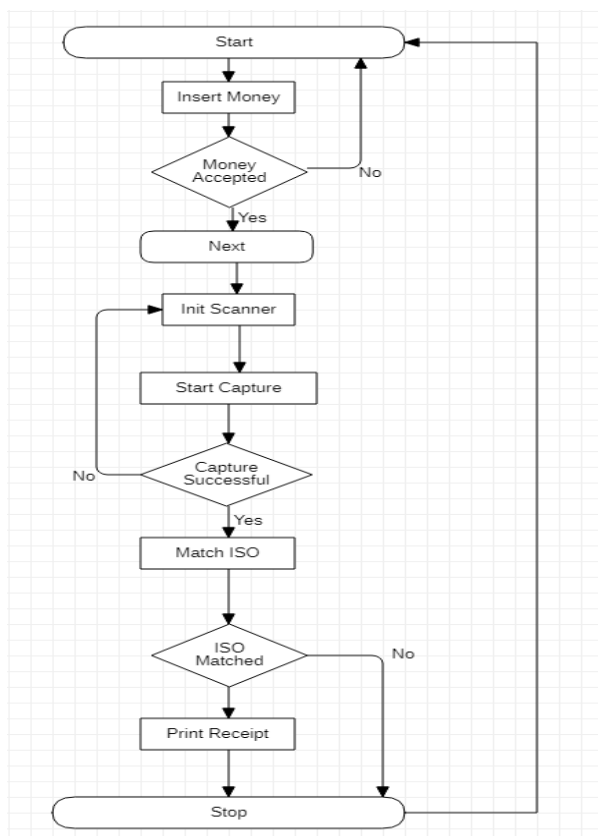 Start
Insert Money
Money
Accepted
No
Yes
Next
Init Scanner
Start Capture
Capture
Successful
No
Yes
Match ISO
ISO
Matched
No
Print Receipt
Stop